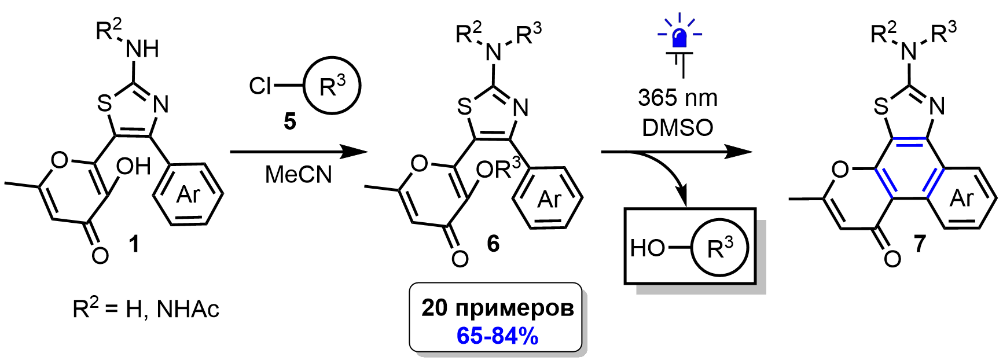 R² NH
S N
O OH
Ar
O
1
R² = H, NHAc
Cl R³
5
MeCN
R² N R³
S N
O OR³
Ar
O
6
20 примеров
65-84%
365 nm
DMSO
HO R³
R² N R³
S N
O
Ar
O
7